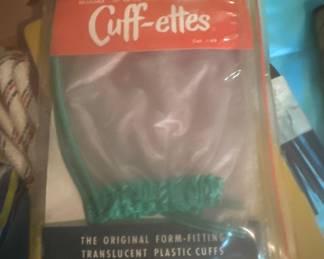 Cuff-ettes
THE ORIGINAL FORM-FITTING
TRANSLUCENT PLASTIC CUFFS